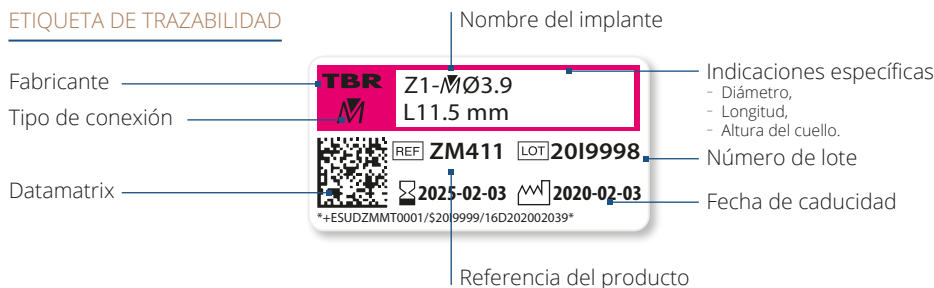 ETIQUETA DE TRAZABILIDAD
Nombre del implante
Fabricante
Tipo de conexión
Datamatrix
TBR
M
Z1-MØ3.9
L11.5 mm
REF ZM411 LOT 20I9998
2025-02-03 2020-02-03
*+ESUDZMMT0001/$20I9999/16D202002039*
Indicaciones específicas
- Diámetro,
- Longitud,
- Altura del cuello.
Número de lote
Fecha de caducidad
Referencia del producto